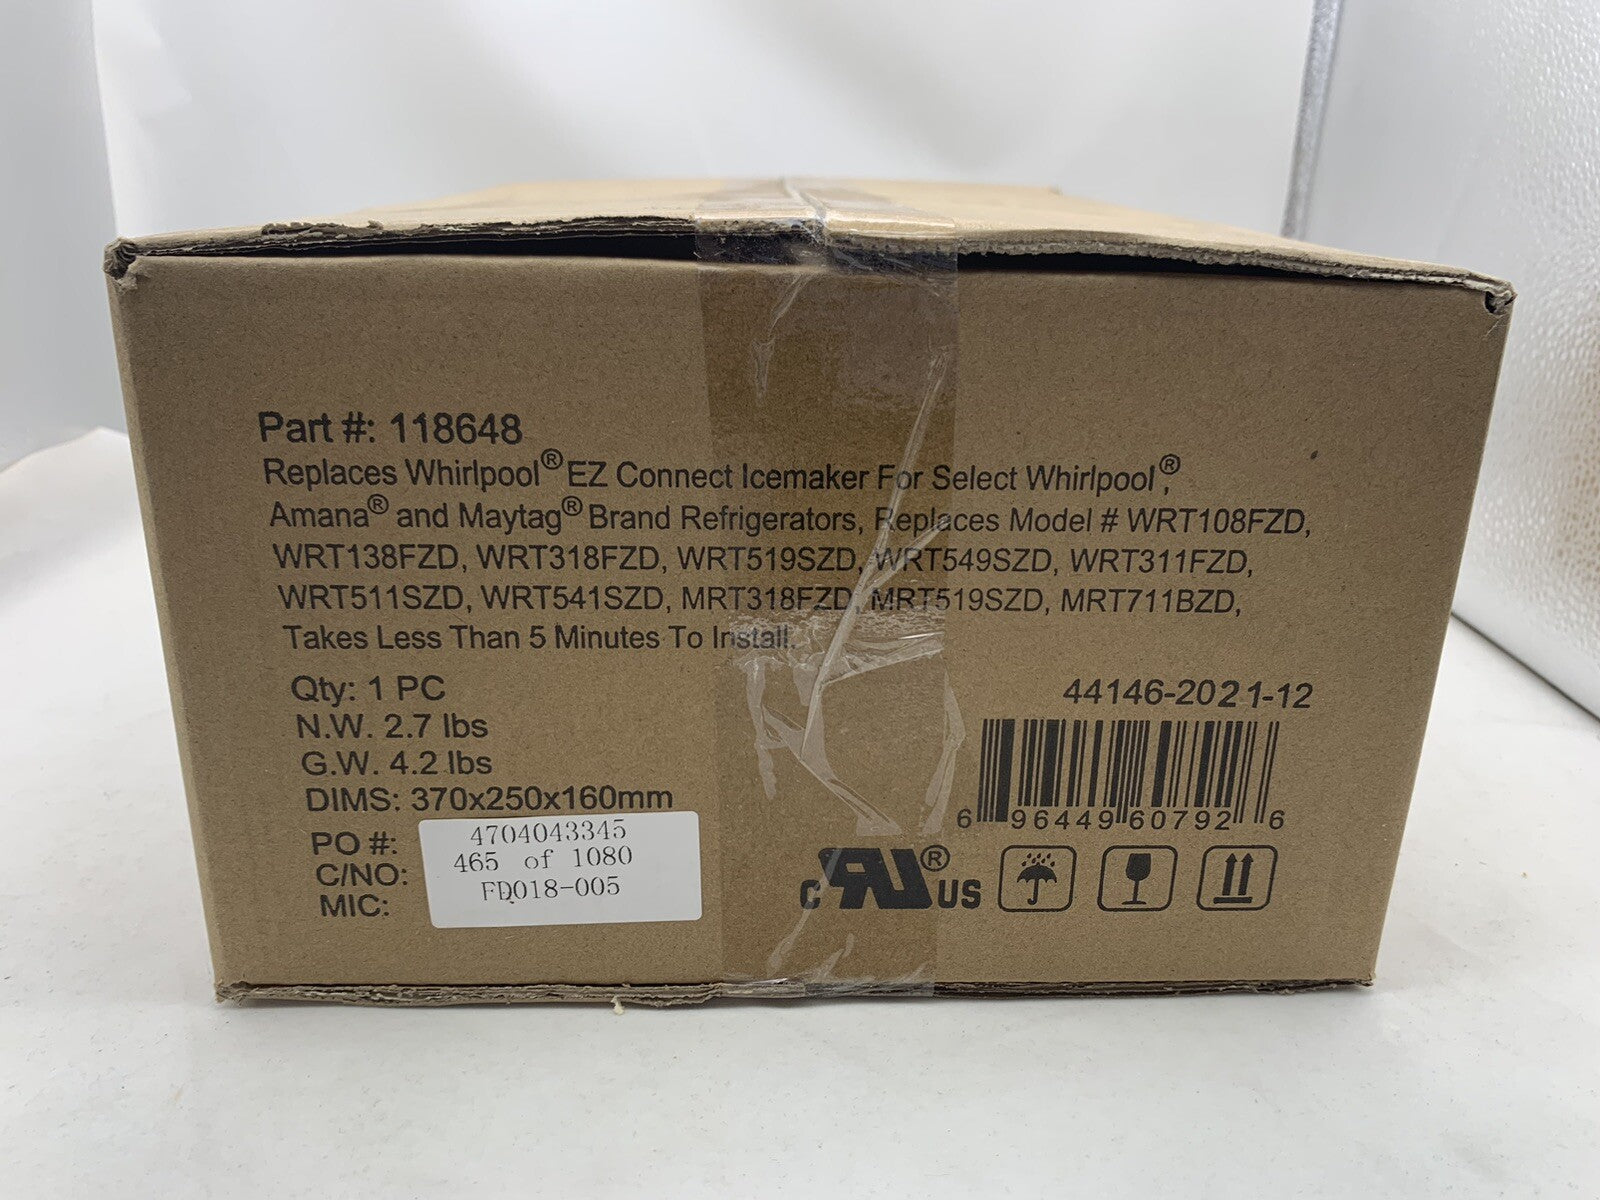 Part #: 118648
Replaces Whirlpool® EZ Connect Icemaker For Select Whirlpool®,
Amana® and Maytag® Brand Refrigerators, Replaces Model # WRT108FZD,
WRT138FZD, WRT318FZD, WRT519SZD, WRT549SZD, WRT311FZD,
WRT511SZD, WRT541SZD, MRT318FZD, MRT519SZD, MRT711BZD,
Takes Less Than 5 Minutes To Install.
Qty: 1 PC
N.W. 2.7 lbs
G.W. 4.2 lbs
DIMS: 370x250x160mm
PO #: 4704043345
C/NO: 465 of 1080
MIC: FD018-005
44146-2021-12
6 96449 60792 6
c RU® US